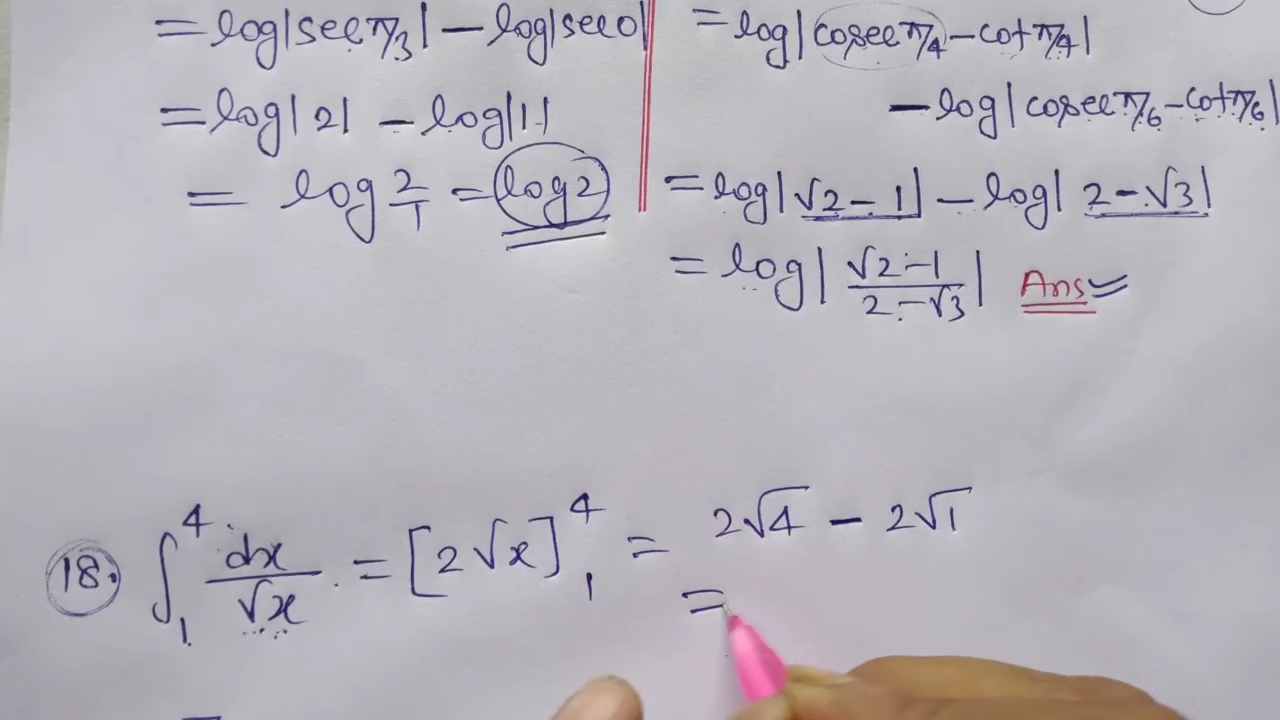 = log|sec π/3| - log|sec 0|
= log|2| - log|1|
= log 2/1 = log 2
= log|cosec π/4 - cot π/4|
- log|cosec π/6 - cot π/6|
= log|√2 - 1| - log|2 - √3|
= log|(√2 - 1)/(2 - √3)| Ans
18. ∫₁⁴ dx/√x = [2√x]₁⁴ = 2√4 - 2√1
=